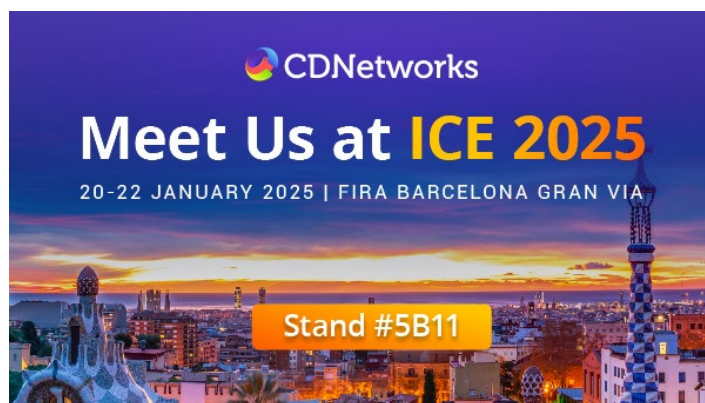 CDNetworks
Meet Us at ICE 2025
20-22 JANUARY 2025 | FIRA BARCELONA GRAN VIA
Stand #5B11